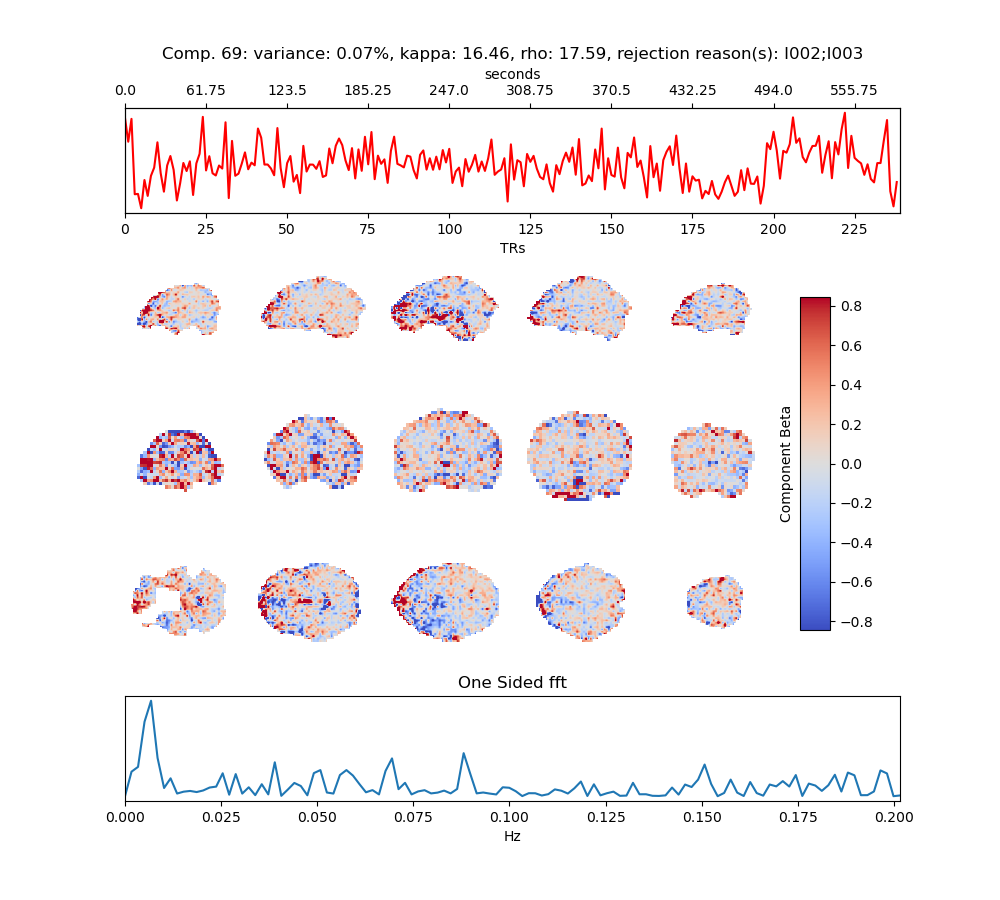 Comp. 69: variance: 0.07%, kappa: 16.46, rho: 17.59, rejection reason(s): I002;I003
seconds
0.0 61.75 123.5 185.25 247.0 308.75 370.5 432.25 494.0 555.75
0 25 50 75 100 125 150 175 200 225
TRs
0.8
0.6
0.4
0.2
0.0
−0.2
−0.4
−0.6
−0.8
Component Beta
One Sided fft
0.000 0.025 0.050 0.075 0.100 0.125 0.150 0.175 0.200
Hz